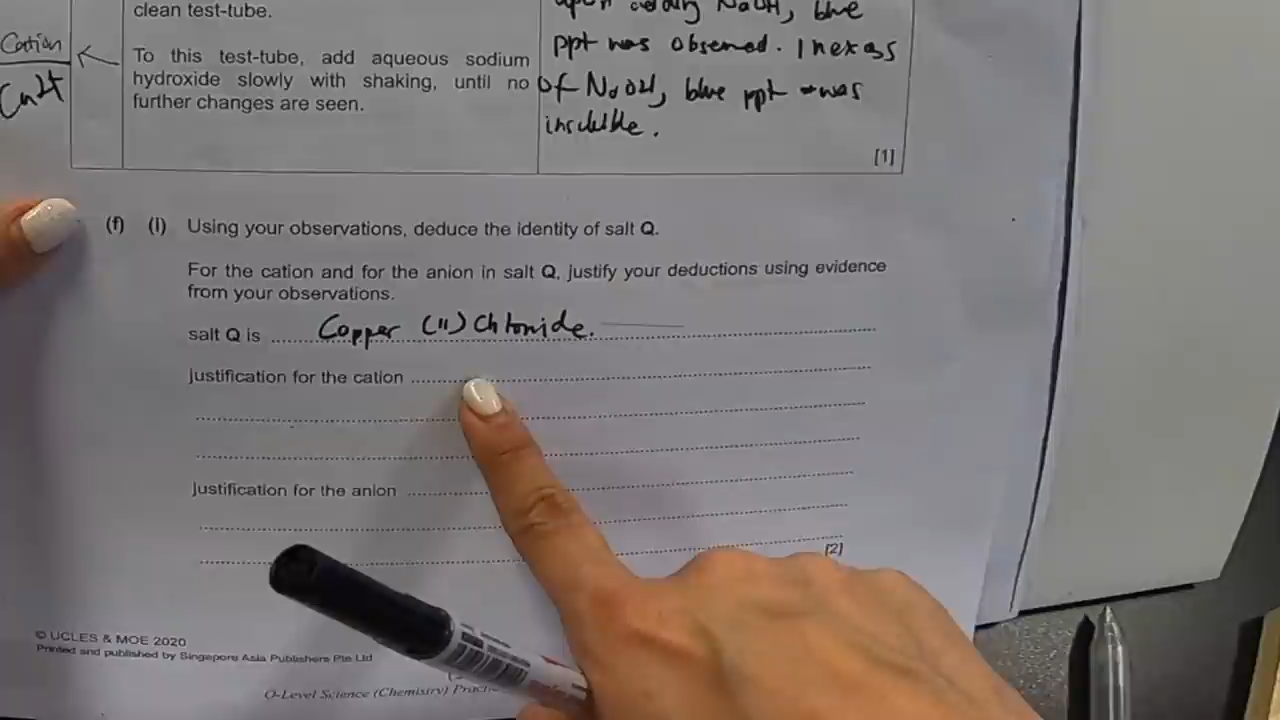 clean test-tube.
upon adding NaOH, blue
Cation
Cu2+
To this test-tube, add aqueous sodium
hydroxide slowly with shaking, until no
further changes are seen.
ppt was observed. In excess
of NaOH, blue ppt was
insoluble.
[1]
(f) (i) Using your observations, deduce the identity of salt Q.
For the cation and for the anion in salt Q, justify your deductions using evidence
from your observations.
salt Q is Copper (II) Chloride.
justification for the cation
justification for the anion
[2]
© UCLES & MOE 2020
Printed and published by Singapore Asia Publishers Pte Ltd
O-Level Science (Chemistry)